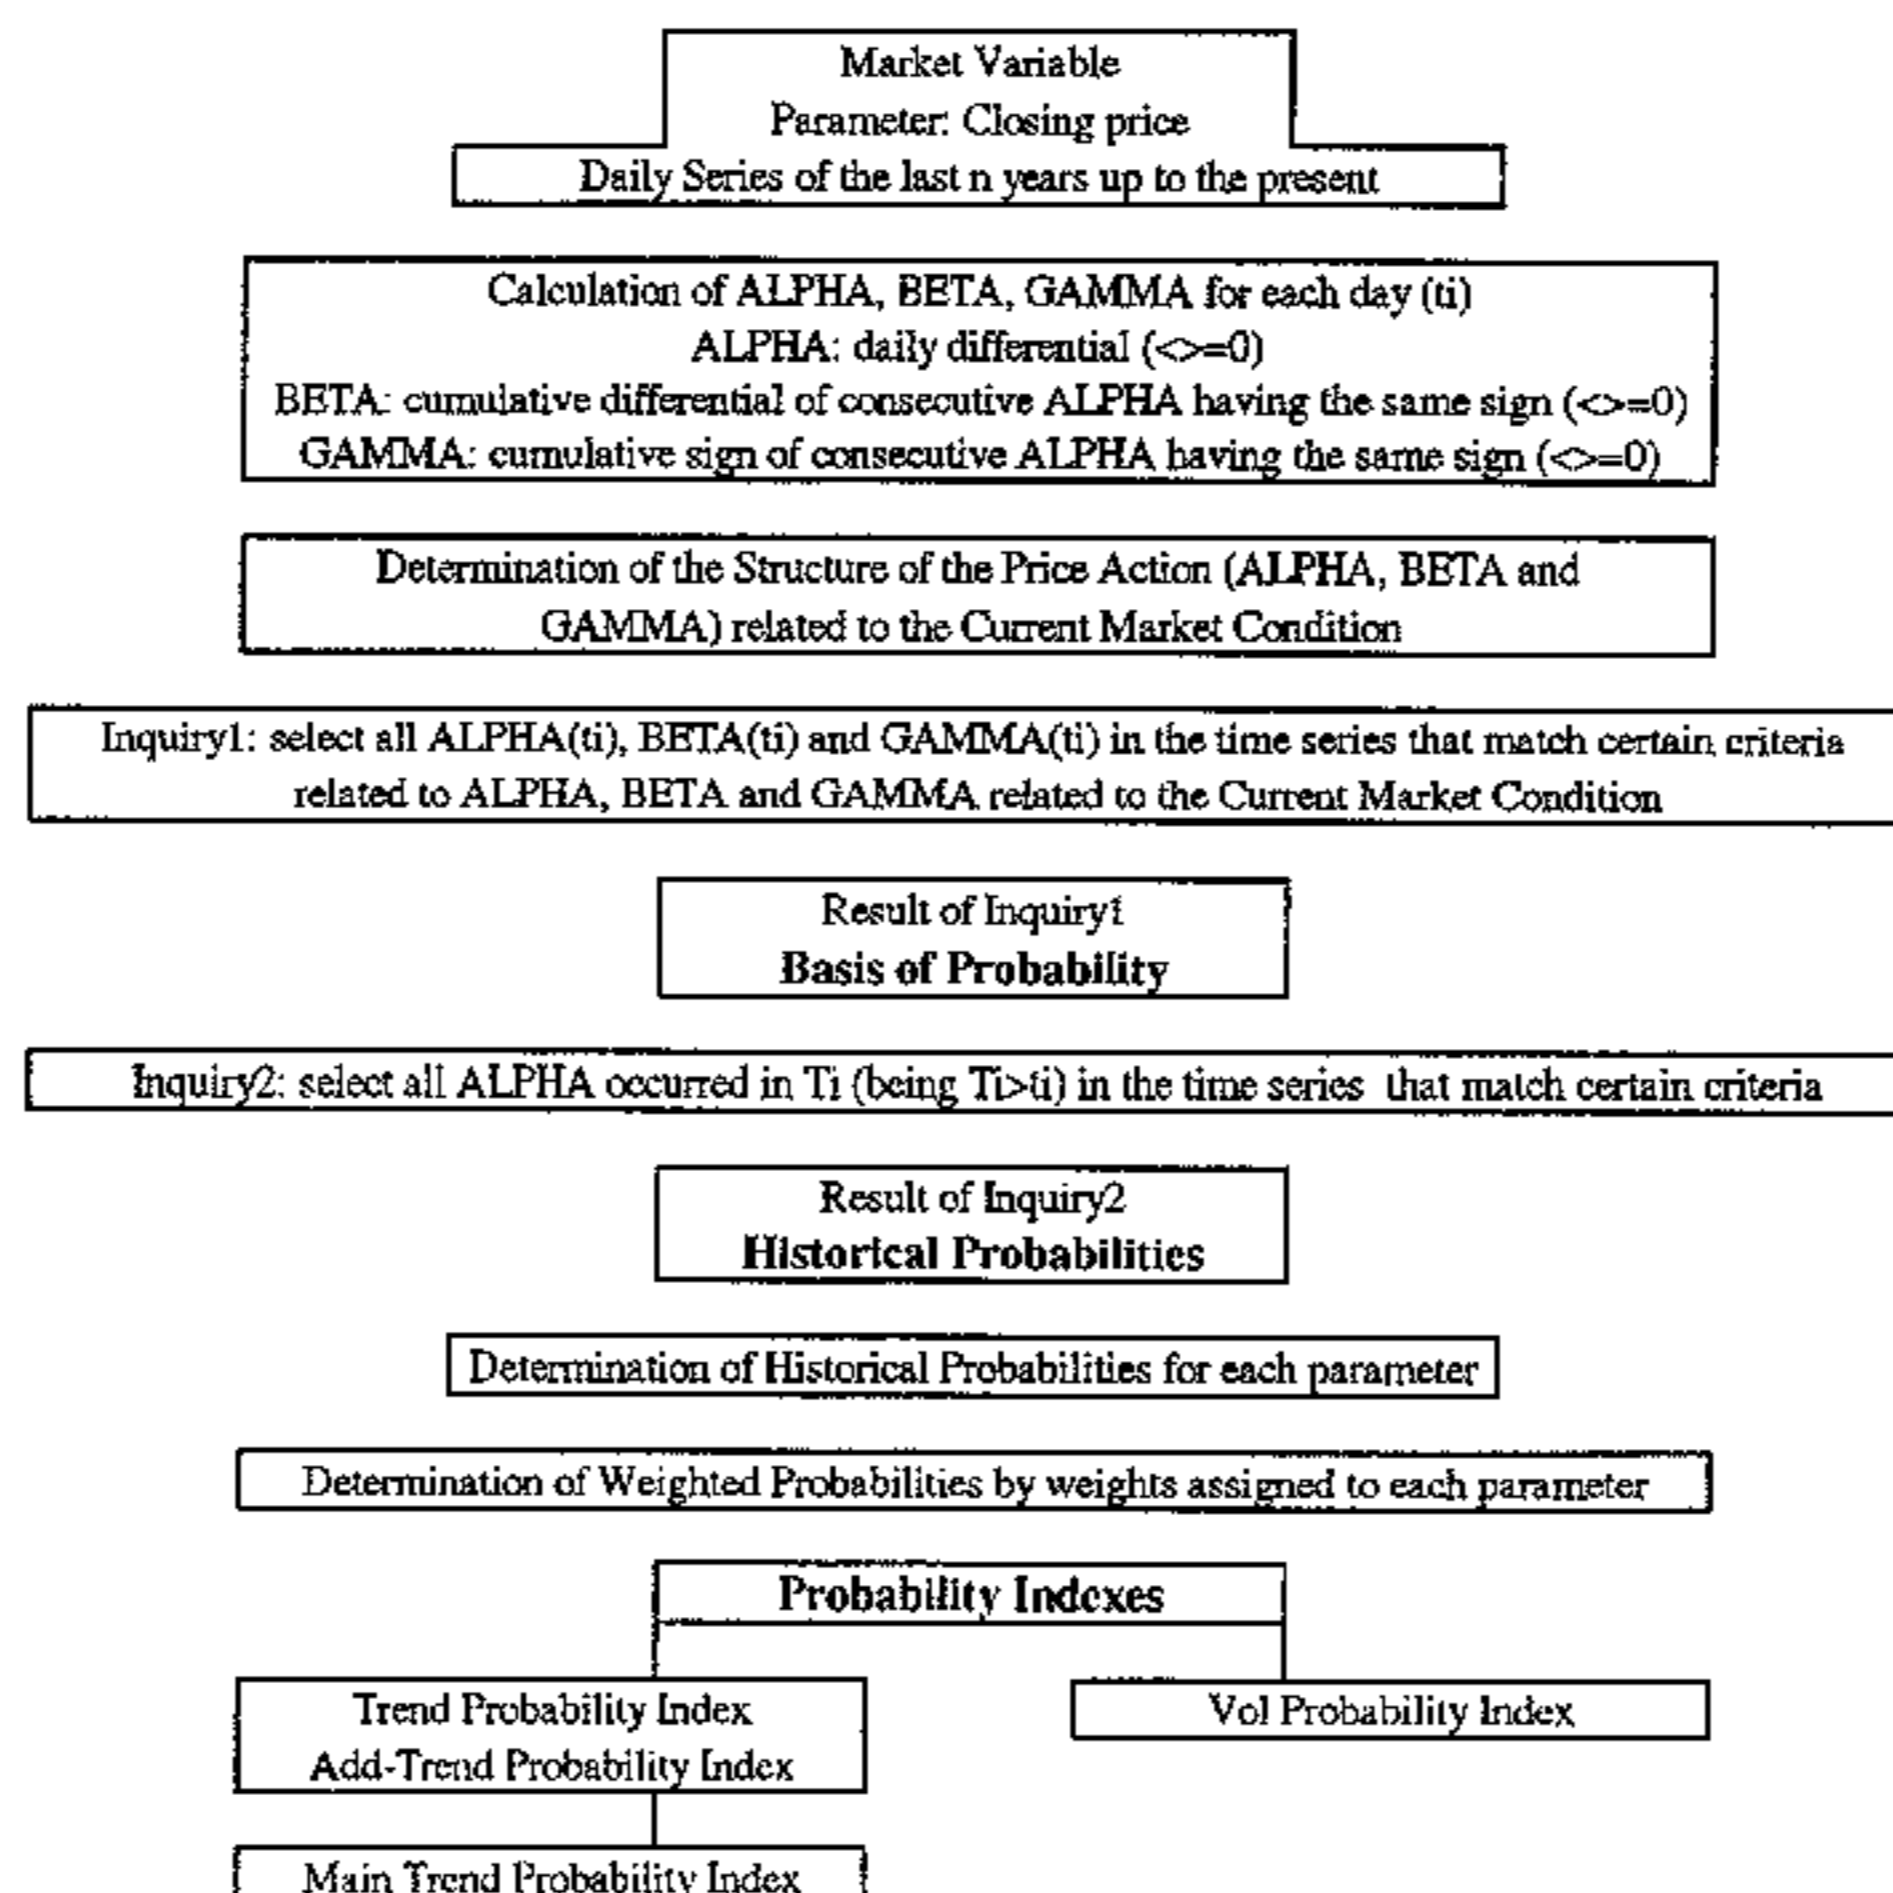 Market Variable
Parameter: Closing price
Daily Series of the last n years up to the present
Calculation of ALPHA, BETA, GAMMA for each day (ti)
ALPHA: daily differential (<>=0)
BETA: cumulative differential of consecutive ALPHA having the same sign (<>=0)
GAMMA: cumulative sign of consecutive ALPHA having the same sign (<>=0)
Determination of the Structure of the Price Action (ALPHA, BETA and
GAMMA) related to the Current Market Condition
Inquiry1: select all ALPHA(ti), BETA(ti) and GAMMA(ti) in the time series that match certain criteria
related to ALPHA, BETA and GAMMA related to the Current Market Condition
Result of Inquiry1
Basis of Probability
Inquiry2: select all ALPHA occurred in Ti (being Ti>ti) in the time series that match certain criteria
Result of Inquiry2
Historical Probabilities
Determination of Historical Probabilities for each parameter
Determination of Weighted Probabilities by weights assigned to each parameter
Probability Indexes
Trend Probability Index
Vol Probability Index
Add-Trend Probability Index
Main Trend Probability Index